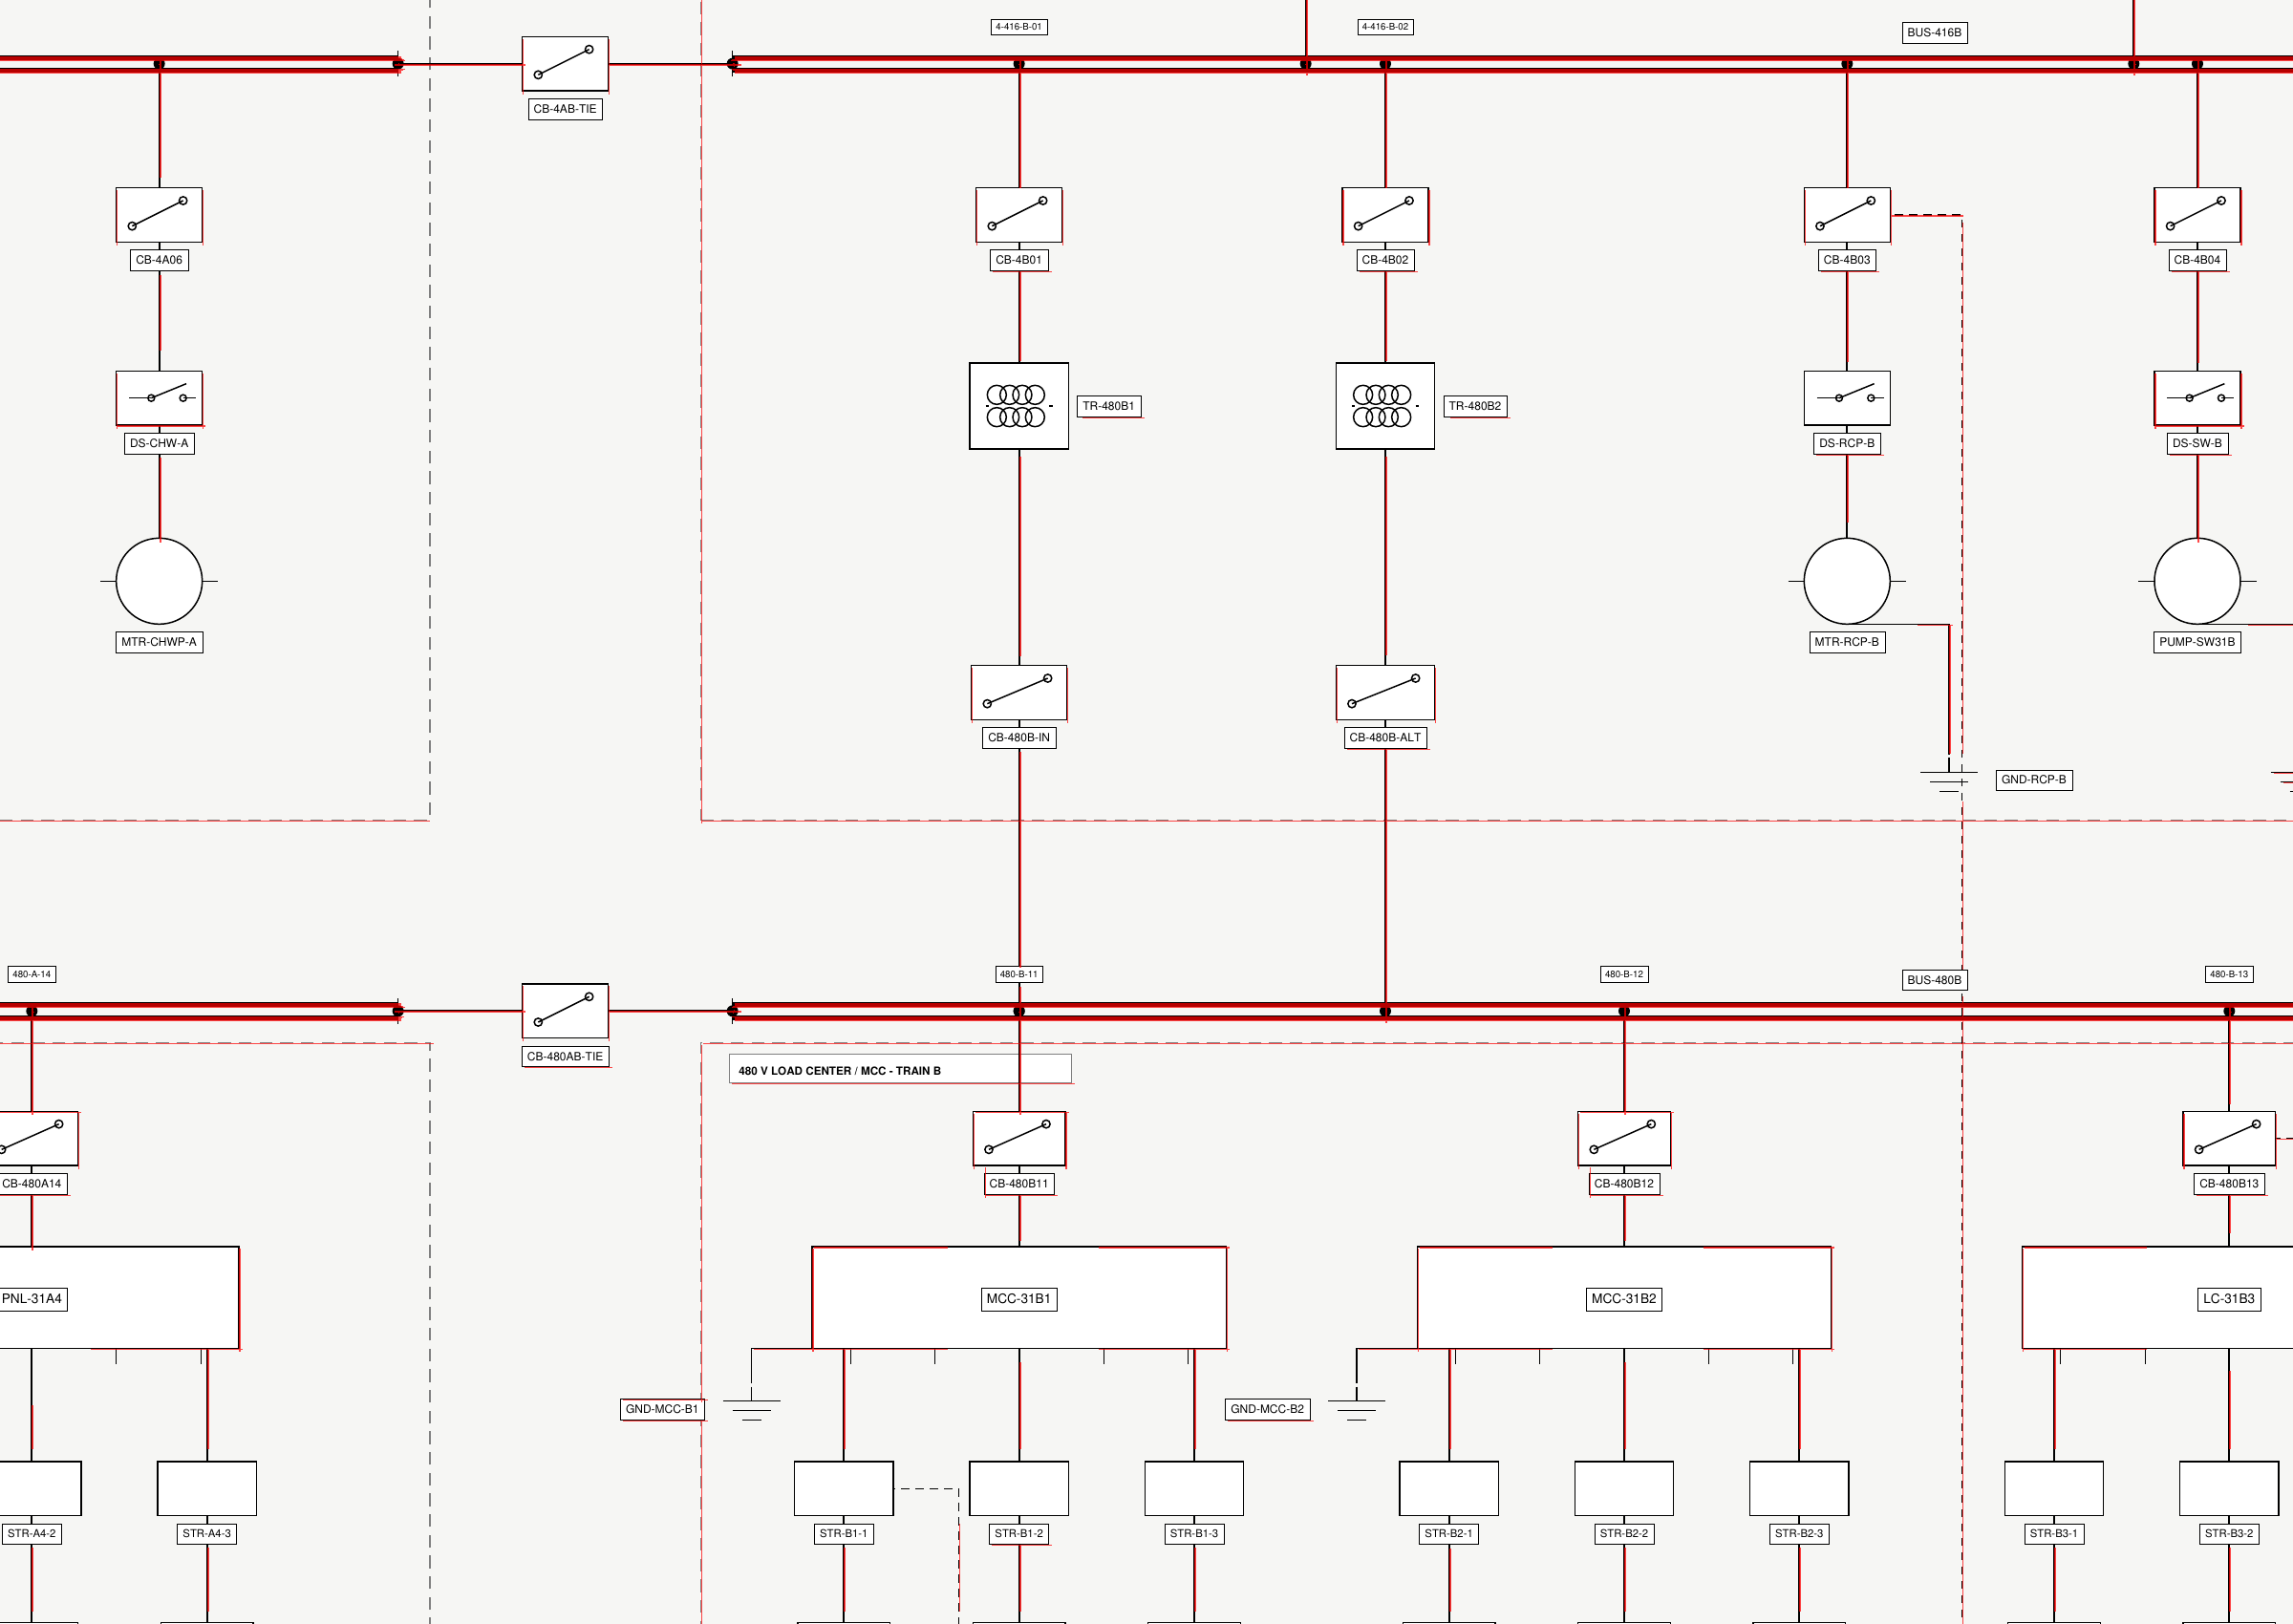 4-416-B-01
4-416-B-02
BUS-416B
CB-4AB-TIE
CB-4A06
CB-4B01
CB-4B02
CB-4B03
CB-4B04
TR-480B1
TR-480B2
DS-CHW-A
DS-RCP-B
DS-SW-B
MTR-CHWP-A
MTR-RCP-B
PUMP-SW31B
CB-480B-IN
CB-480B-ALT
GND-RCP-B
480-A-14
480-B-11
480-B-12
BUS-480B
480-B-13
CB-480AB-TIE
480 V LOAD CENTER / MCC - TRAIN B
CB-480A14
CB-480B11
CB-480B12
CB-480B13
PNL-31A4
MCC-31B1
MCC-31B2
LC-31B3
GND-MCC-B1
GND-MCC-B2
STR-A4-2
STR-A4-3
STR-B1-1
STR-B1-2
STR-B1-3
STR-B2-1
STR-B2-2
STR-B2-3
STR-B3-1
STR-B3-2